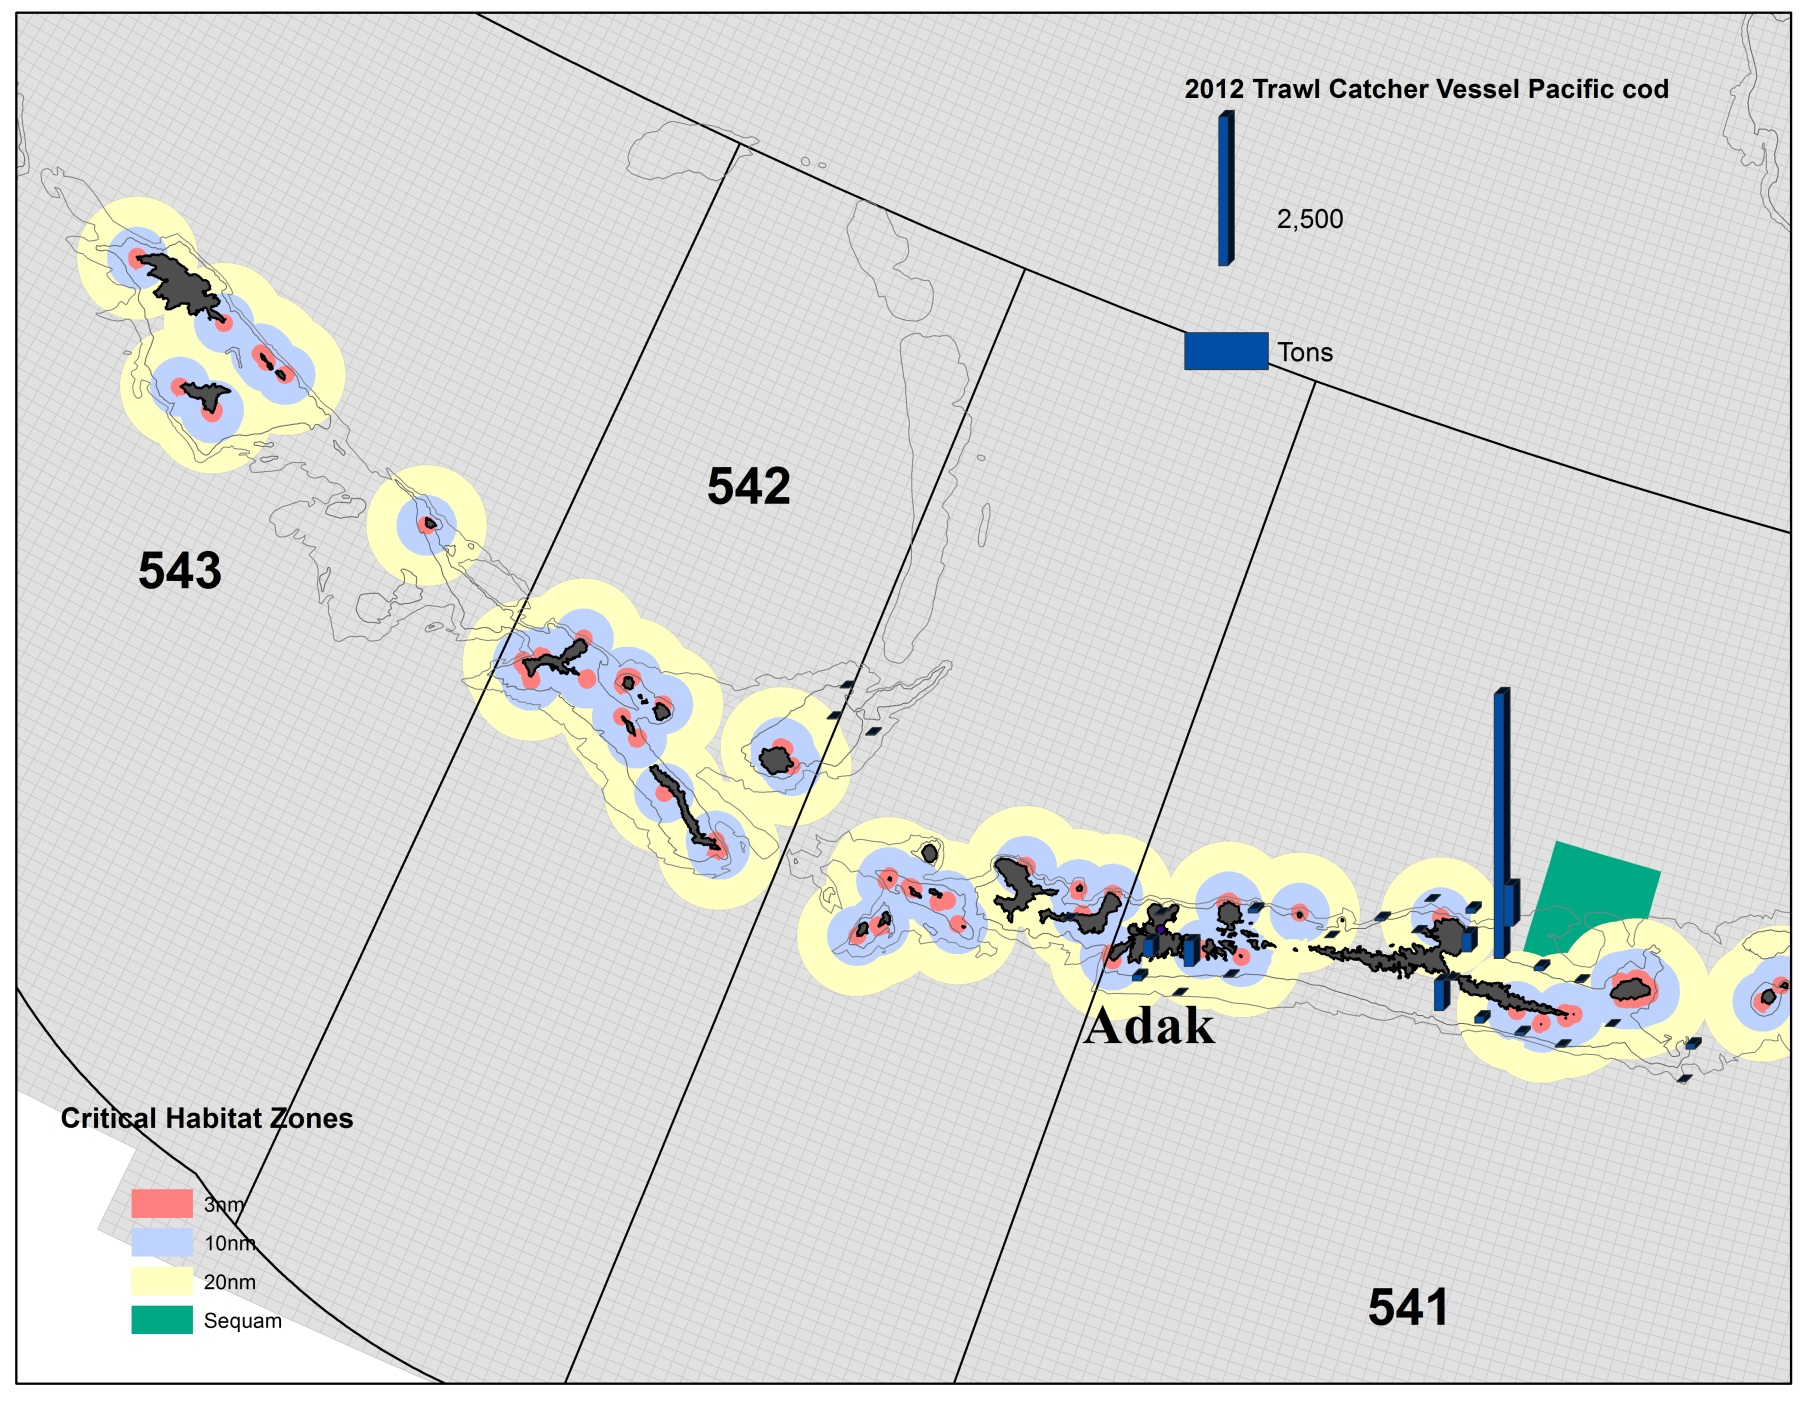 2012 Trawl Catcher Vessel Pacific cod
2,500
Tons
542
543
Adak
Critical Habitat Zones
3nm
10nm
20nm
Sequam
541